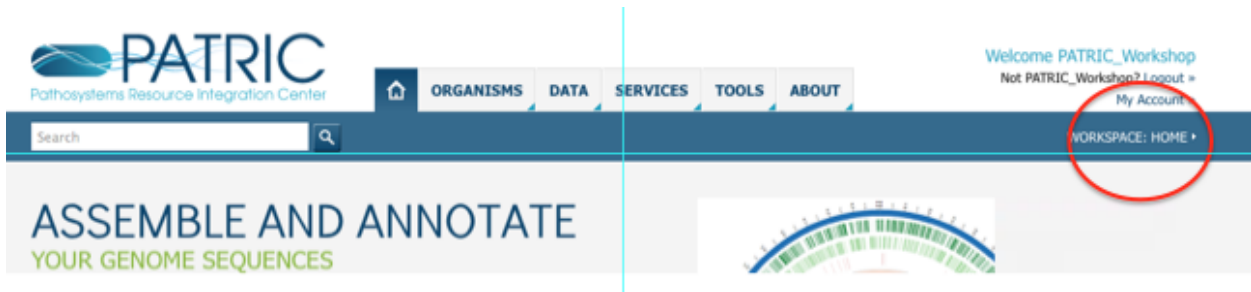 PATRIC
Pathosystems Resource Integration Center
ORGANISMS DATA SERVICES TOOLS ABOUT
Welcome PATRIC_Workshop
Not PATRIC_Workshop? Logout »
My Account »
Search
WORKSPACE: HOME
ASSEMBLE AND ANNOTATE
YOUR GENOME SEQUENCES